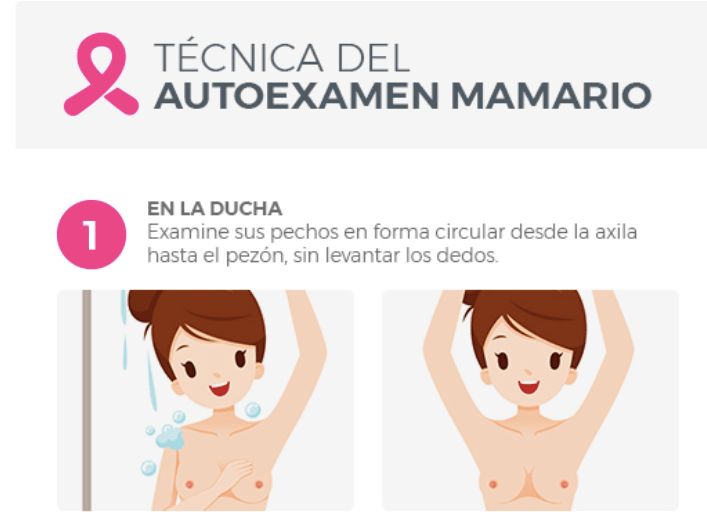 TÉCNICA DEL
AUTOEXAMEN MAMARIO
1
EN LA DUCHA
Examine sus pechos en forma circular desde la axila
hasta el pezón, sin levantar los dedos.